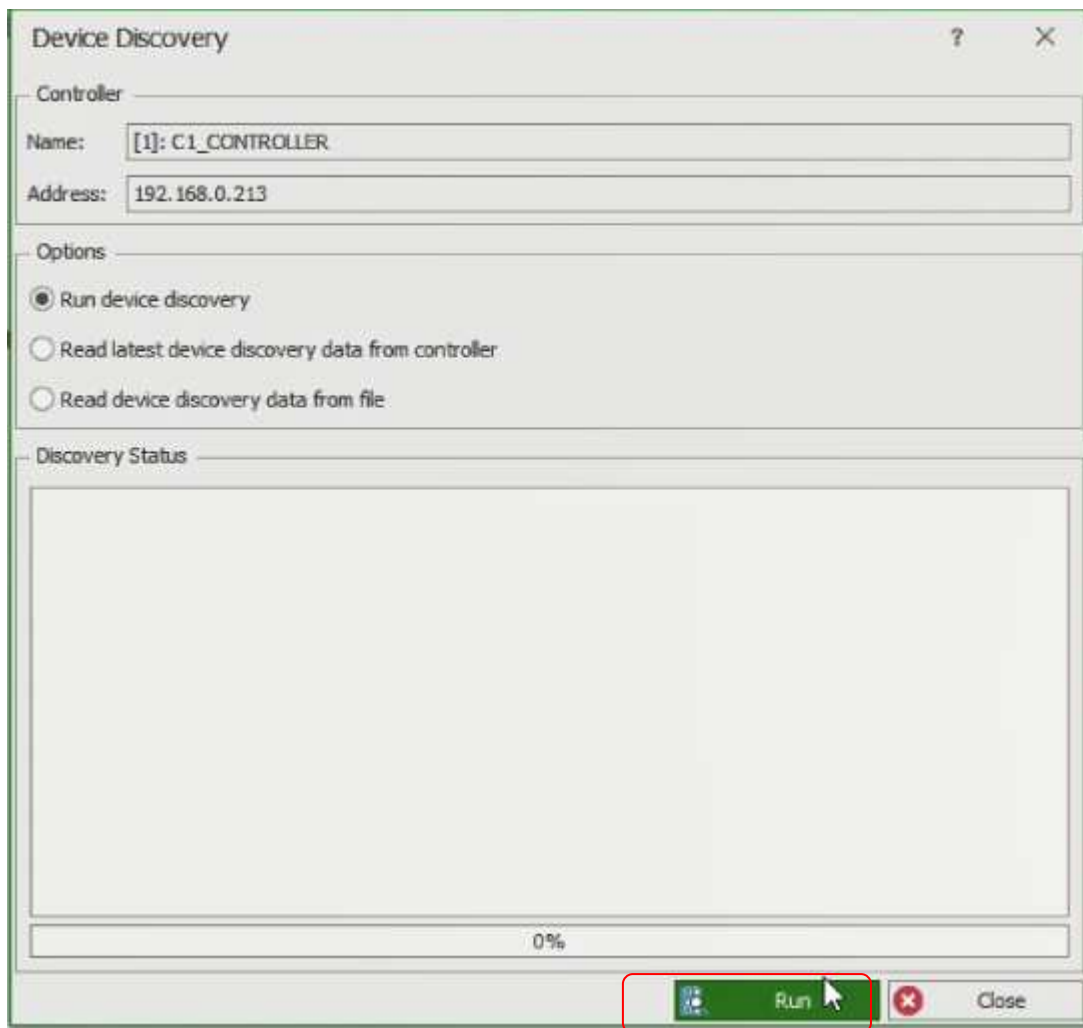 Device Discovery ?
Controller
Name: [1]: C1_CONTROLLER
Address: 192.168.0.213
Options
Run device discovery
Read latest device discovery data from controller
Read device discovery data from file
Discovery Status
0%
Run Close